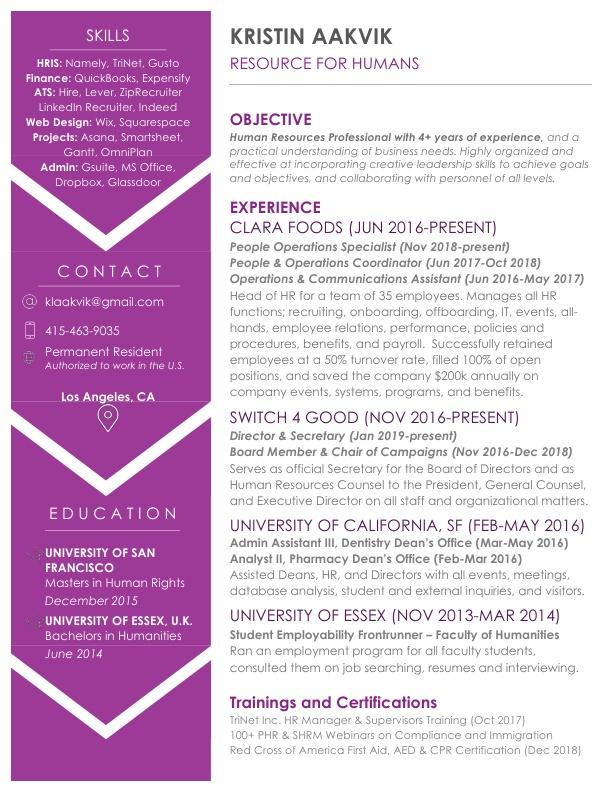 SKILLS
HRIS: Namely, TriNet, Gusto
Finance: QuickBooks, Expensify
ATS: Hire, Lever, ZipRecruiter
LinkedIn Recruiter, Indeed
Web Design: Wix, Squarespace
Projects: Asana, Smartsheet,
Gantt, OmniPlan
Admin: Gsuite, MS Office,
Dropbox, Glassdoor
CONTACT
klaakvik@gmail.com
415-463-9035
Permanent Resident
Authorized to work in the U.S.
Los Angeles, CA
EDUCATION
UNIVERSITY OF SAN
FRANCISCO
Masters in Human Rights
December 2015
UNIVERSITY OF ESSEX, U.K.
Bachelors in Humanities
June 2014
KRISTIN AAKVIK
RESOURCE FOR HUMANS
OBJECTIVE
Human Resources Professional with 4+ years of experience, and a
practical understanding of business needs. Highly organized and
effective at incorporating creative leadership skills to achieve goals
and objectives, and collaborating with personnel of all levels.
EXPERIENCE
CLARA FOODS (JUN 2016-PRESENT)
People Operations Specialist (Nov 2018-present)
People & Operations Coordinator (Jun 2017-Oct 2018)
Operations & Communications Assistant (Jun 2016-May 2017)
Head of HR for a team of 35 employees. Manages all HR
functions; recruiting, onboarding, offboarding, IT, events, all-
hands, employee relations, performance, policies and
procedures, benefits, and payroll. Successfully retained
employees at a 50% turnover rate, filled 100% of open
positions, and saved the company $200k annually on
company events, systems, programs, and benefits.
SWITCH 4 GOOD (NOV 2016-PRESENT)
Director & Secretary (Jan 2019-present)
Board Member & Chair of Campaigns (Nov 2016-Dec 2018)
Serves as official Secretary for the Board of Directors and as
Human Resources Counsel to the President, General Counsel,
and Executive Director on all staff and organizational matters.
UNIVERSITY OF CALIFORNIA, SF (FEB-MAY 2016)
Admin Assistant III, Dentistry Dean's Office (Mar-May 2016)
Analyst II, Pharmacy Dean's Office (Feb-Mar 2016)
Assisted Deans, HR, and Directors with all events, meetings,
database analysis, student and external inquiries, and visitors.
UNIVERSITY OF ESSEX (NOV 2013-MAR 2014)
Student Employability Frontrunner – Faculty of Humanities
Ran an employment program for all faculty students,
consulted them on job searching, resumes and interviewing.
Trainings and Certifications
TriNet Inc. HR Manager & Supervisors Training (Oct 2017)
100+ PHR & SHRM Webinars on Compliance and Immigration
Red Cross of America First Aid, AED & CPR Certification (Dec 2018)